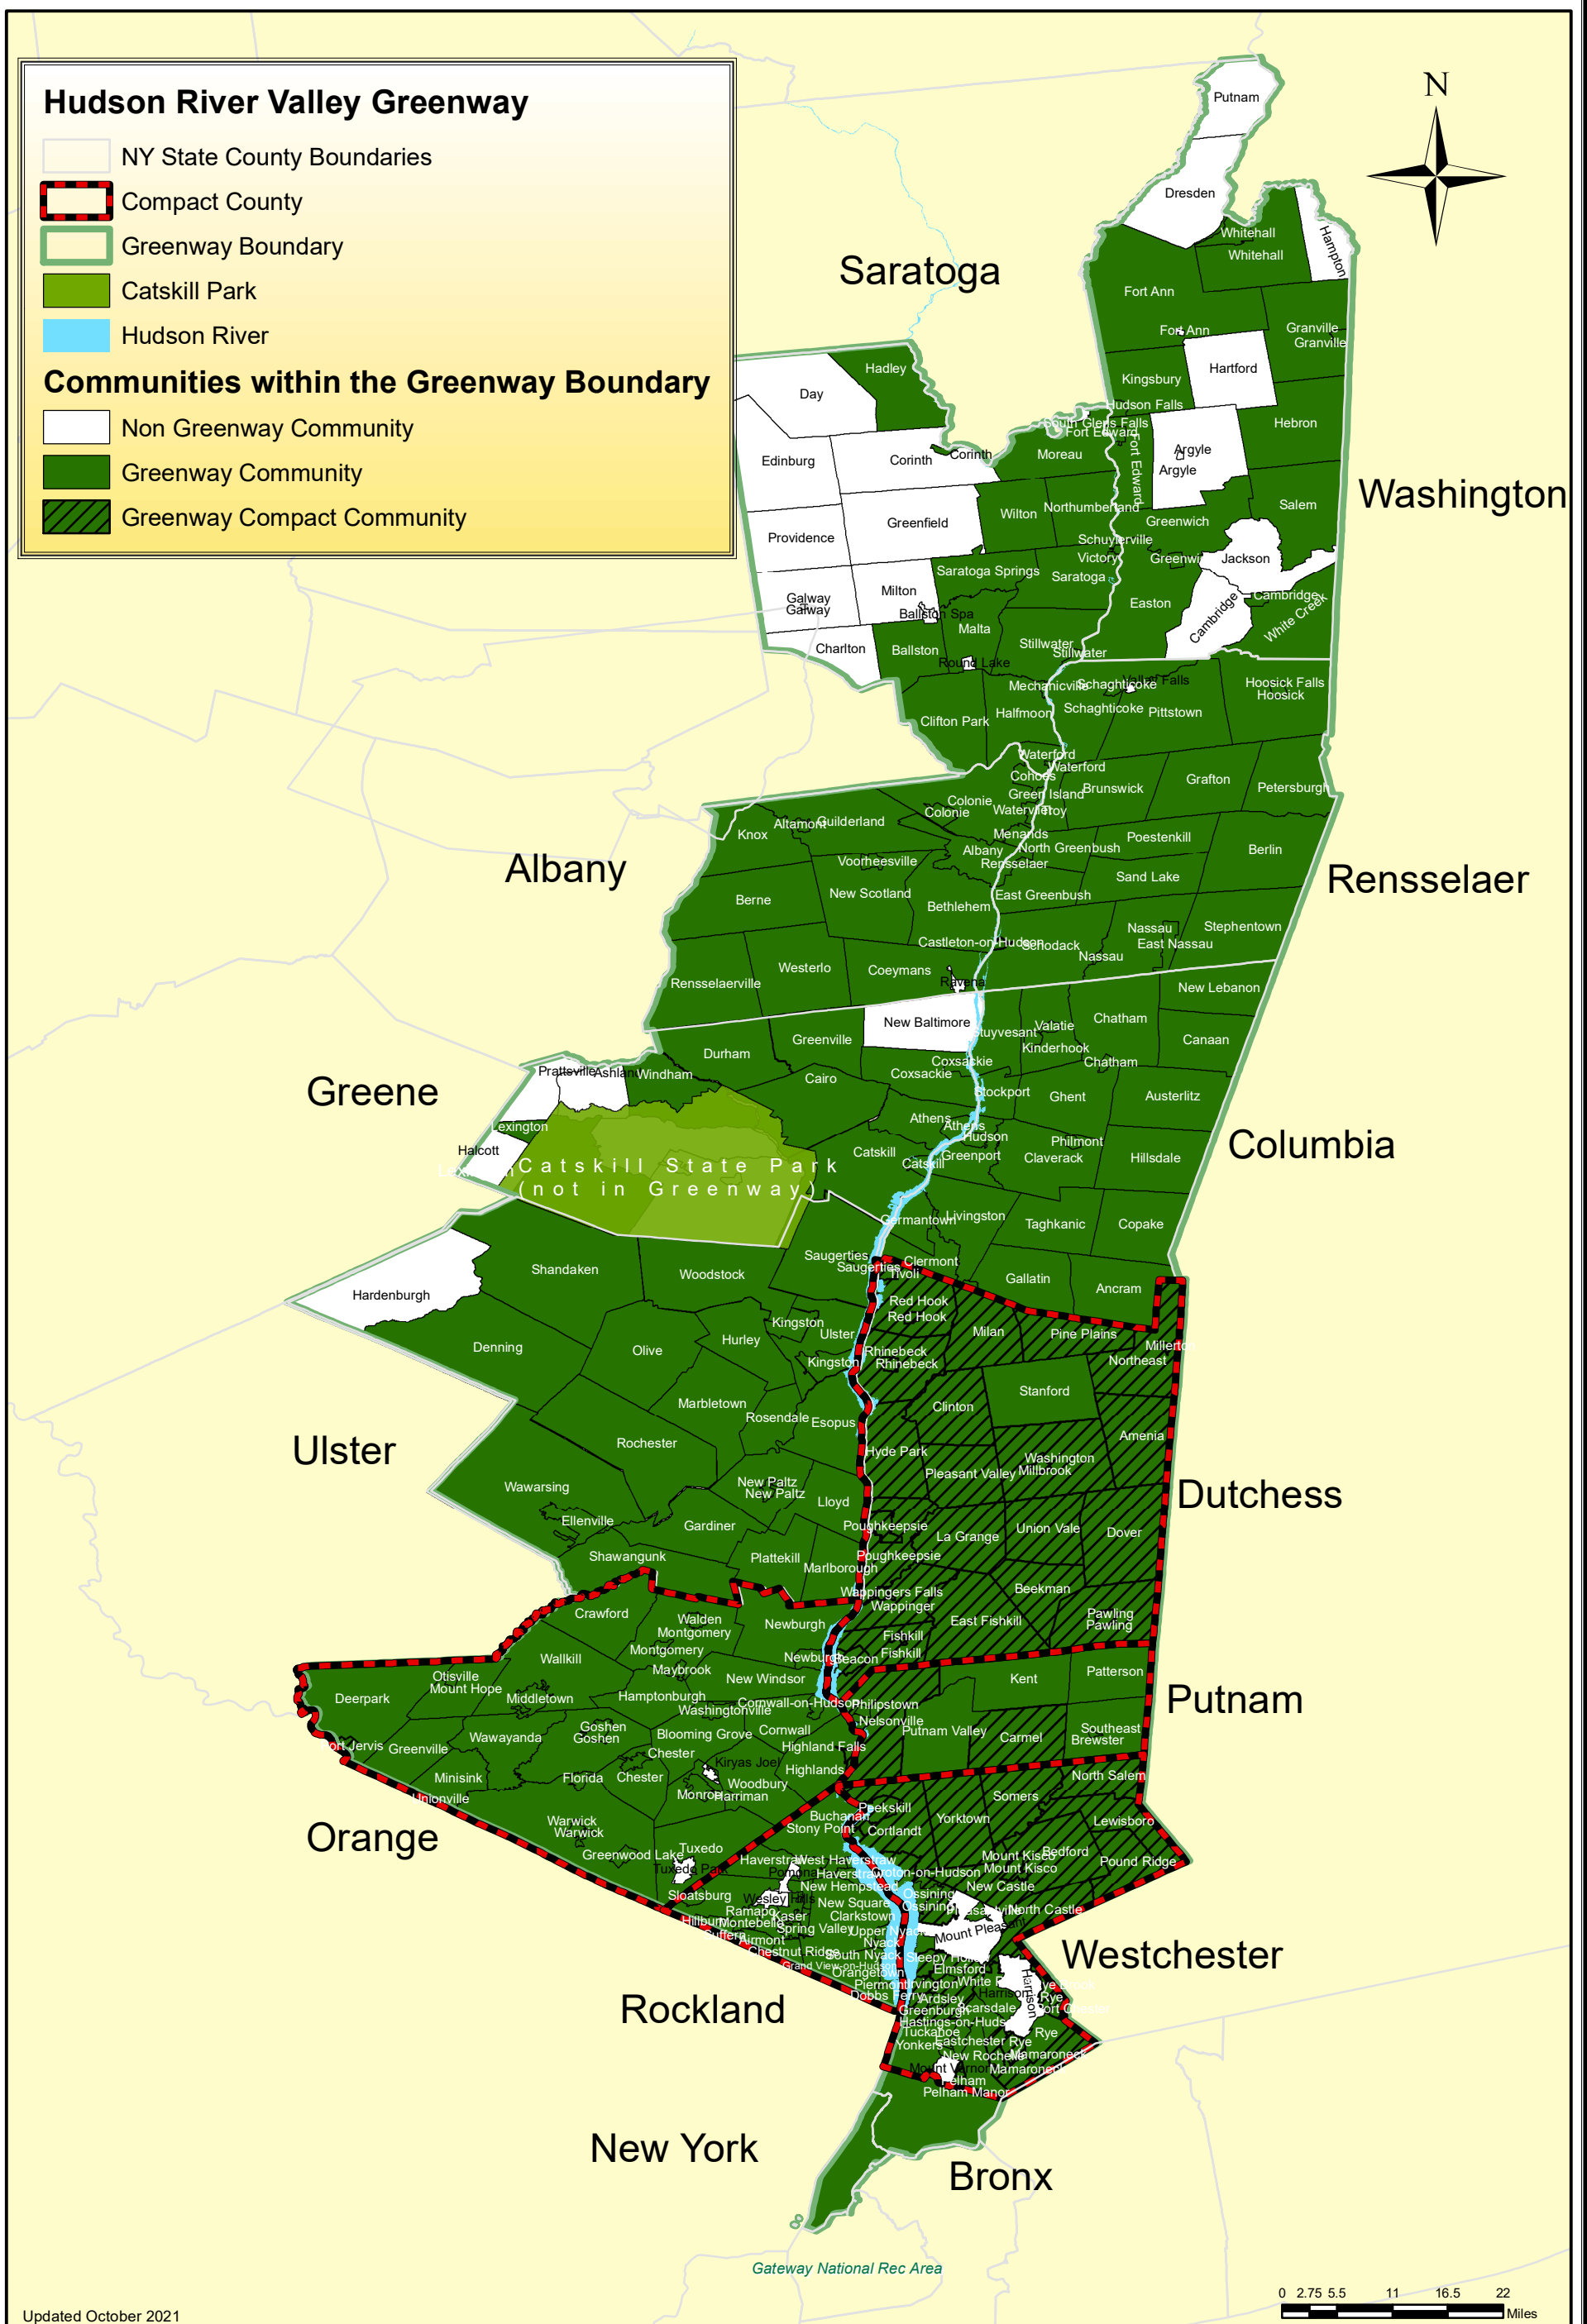 Hudson River Valley Greenway
NY State County Boundaries
Compact County
Greenway Boundary
Catskill Park
Hudson River
Communities within the Greenway Boundary
Non Greenway Community
Greenway Community
Greenway Compact Community
N
Putnam
Dresden
Whitehall
Whitehall
Hampton
Saratoga
Fort Ann
Fort Ann
Granville
Granville
Hadley
Day
Hartford
Kingsbury
Hudson Falls
South Glens Falls
Fort Edward
Fort Edward
Hebron
Edinburg
Corinth
Corinth
Moreau
Argyle
Argyle
Washington
Greenfield
Wilton
Northumberland
Greenwich
Salem
Providence
Schuylerville
Victory
Greenwi
Jackson
Saratoga Springs
Saratoga
Galway
Galway
Milton
Ballston Spa
Easton
Cambridge
Cambridge
White Creek
Malta
Charlton
Ballston
Stillwater
Stillwater
Round Lake
Mechanicville
Schaghticoke
Valley Falls
Hoosick Falls
Hoosick
Clifton Park
Halfmoon
Schaghticoke
Pittstown
Waterford
Waterford
Cohoes
Green Island
Brunswick
Grafton
Petersburgh
Colonie
Colonie
Watervliet
Troy
Knox
Altamont
Guilderland
Menands
Poestenkill
Albany
Voorheesville
Albany
North Greenbush
Rensselaer
Berlin
Sand Lake
Rensselaer
Berne
New Scotland
Bethlehem
East Greenbush
Castleton-on-Hudson
Schodack
Nassau
East Nassau
Nassau
Stephentown
Rensselaerville
Westerlo
Coeymans
Ravena
New Lebanon
New Baltimore
Stuyvesant
Valatie
Kinderhook
Chatham
Chatham
Canaan
Durham
Greenville
Coxsackie
Coxsackie
Greene
Prattsville
Ashland
Windham
Cairo
Stockport
Ghent
Austerlitz
Lexington
Halcott
Athens
Athens
Hudson
Columbia
Catskill State Park
(not in Greenway)
Catskill
Catskill
Greenport
Philmont
Claverack
Hillsdale
Germantown
Livingston
Taghkanic
Copake
Hardenburgh
Shandaken
Woodstock
Saugerties
Saugerties
Tivoli
Clermont
Gallatin
Ancram
Denning
Olive
Hurley
Kingston
Ulster
Kingston
Red Hook
Red Hook
Rhinebeck
Rhinebeck
Milan
Pine Plains
Millerton
Northeast
Stanford
Marbletown
Rosendale
Esopus
Clinton
Amenia
Ulster
Rochester
Hyde Park
Washington
Millbrook
Pleasant Valley
Wawarsing
New Paltz
New Paltz
Lloyd
Dutchess
Ellenville
Gardiner
Poughkeepsie
Poughkeepsie
La Grange
Union Vale
Dover
Shawangunk
Plattekill
Marlborough
Wappingers Falls
Wappinger
Beekman
Crawford
Walden
Montgomery
Newburgh
East Fishkill
Pawling
Pawling
Wallkill
Montgomery
Maybrook
Newburgh
Beacon
Fishkill
Fishkill
Otisville
Mount Hope
Middletown
Hamptonburgh
New Windsor
Kent
Patterson
Deerpark
Washingtonville
Cornwall-on-Hudson
Philipstown
Putnam
Wawayanda
Goshen
Goshen
Blooming Grove
Cornwall
Nelsonville
Putnam Valley
Carmel
Southeast
Brewster
Port Jervis
Greenville
Chester
Chester
Highland Falls
Highlands
Kiryas Joel
Minisink
Florida
Monroe
Woodbury
Harriman
North Salem
Unionville
Somers
Orange
Warwick
Warwick
Buchanan
Peekskill
Stony Point
Cortlandt
Yorktown
Lewisboro
Greenwood Lake
Tuxedo
Tuxedo Park
Haverstraw
West Haverstraw
Haverstraw
Pomona
Croton-on-Hudson
Mount Kisco
Mount Kisco
Bedford
Pound Ridge
Sloatsburg
Wesley Hills
New Hempstead
New Square
Ossining
Ossining
New Castle
North Castle
Pleasantville
Mount Pleasant
Hillburn
Suffern
Ramapo
Montebello
Kaser
Spring Valley
Clarkstown
Airmont
Chestnut Ridge
Upper Nyack
Nyack
South Nyack
Grand View-on-Hudson
Orangetown
Piermont
Sleepy Hollow
Elmsford
Westchester
Rockland
Irvington
Dobbs Ferry
Ardsley
Greenburgh
Harrison
Harrison
Rye Brook
Rye
Port Chester
Scarsdale
Hastings-on-Huds
Tuckahoe
Eastchester
Yonkers
Rye
Rye
New Rochelle
Mamaroneck
Mamaroneck
Mount Vernon
Pelham
Pelham Manor
New York
Bronx
Gateway National Rec Area
0 2.75 5.5 11 16.5 22
Miles
Updated October 2021